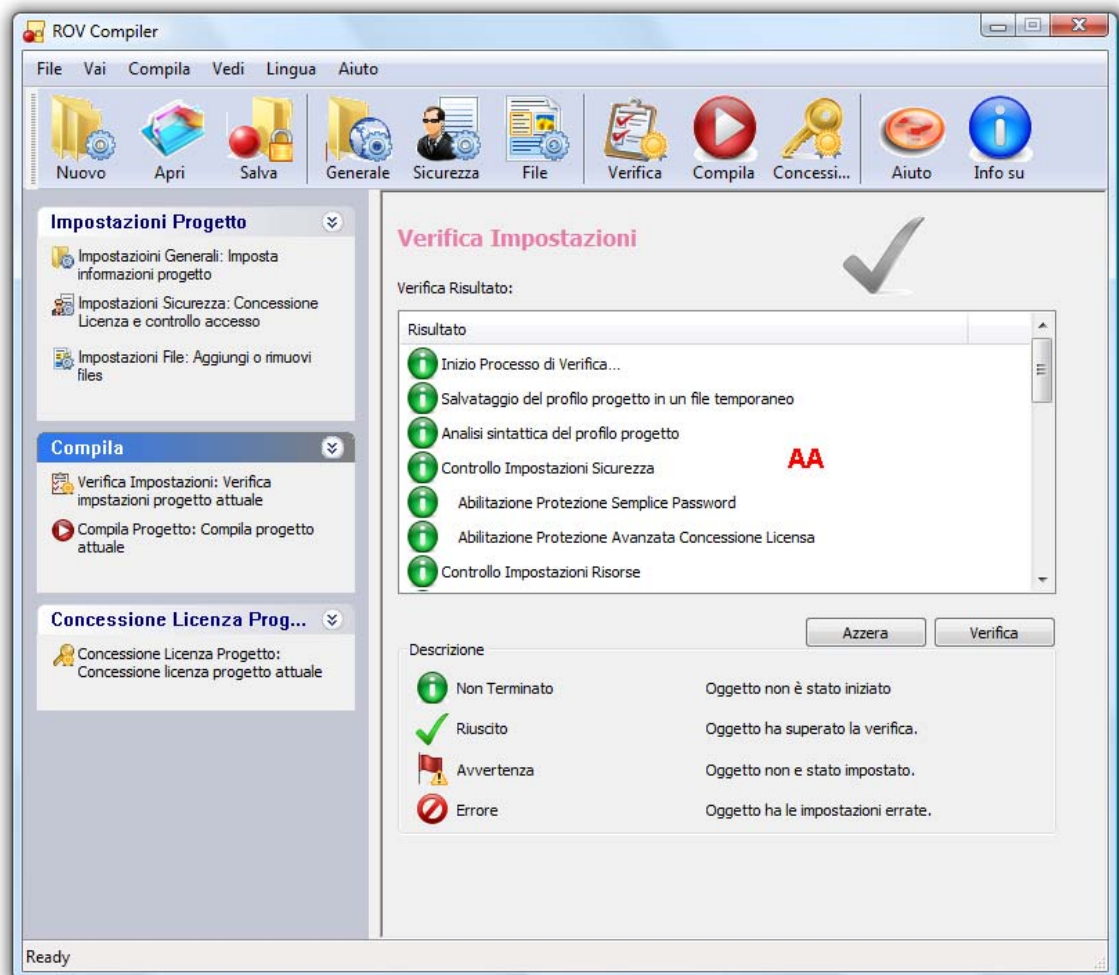 ROV Compiler
File Vai Compila Vedi Lingua Aiuto
Nuovo Apri Salva Generale Sicurezza File Verifica Compila Concessi... Aiuto Info su
Impostazioni Progetto
Impostazioini Generali: Imposta
informazioni progetto
Impostazioni Sicurezza: Concessione
Licenza e controllo accesso
Impostazioni File: Aggiungi o rimuovi
files
Compila
Verifica Impostazioni: Verifica
impstazioni progetto attuale
Compila Progetto: Compila progetto
attuale
Concessione Licenza Prog...
Concessione Licenza Progetto:
Concessione licenza progetto attuale
Verifica Impostazioni
Verifica Risultato:
Risultato
Inizio Processo di Verifica...
Salvataggio del profilo progetto in un file temporaneo
Analisi sintattica del profilo progetto
Controllo Impostazioni Sicurezza
AA
Abilitazione Protezione Semplice Password
Abilitazione Protezione Avanzata Concessione Licensa
Controllo Impostazioni Risorse
Azzera Verifica
Descrizione
Non Terminato Oggetto non è stato iniziato
Riuscito Oggetto ha superato la verifica.
Avvertenza Oggetto non e stato impostato.
Errore Oggetto ha le impostazioni errate.
Ready